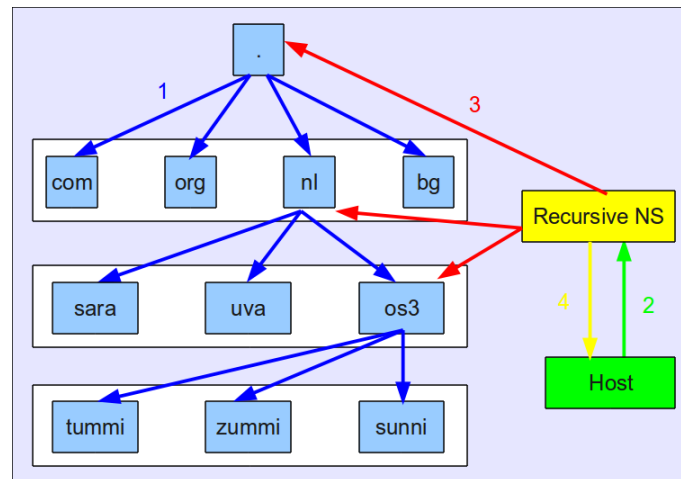 .
1
3
com org nl bg
Recursive NS
sara uva os3
4 2
Host
tummi zummi sunni